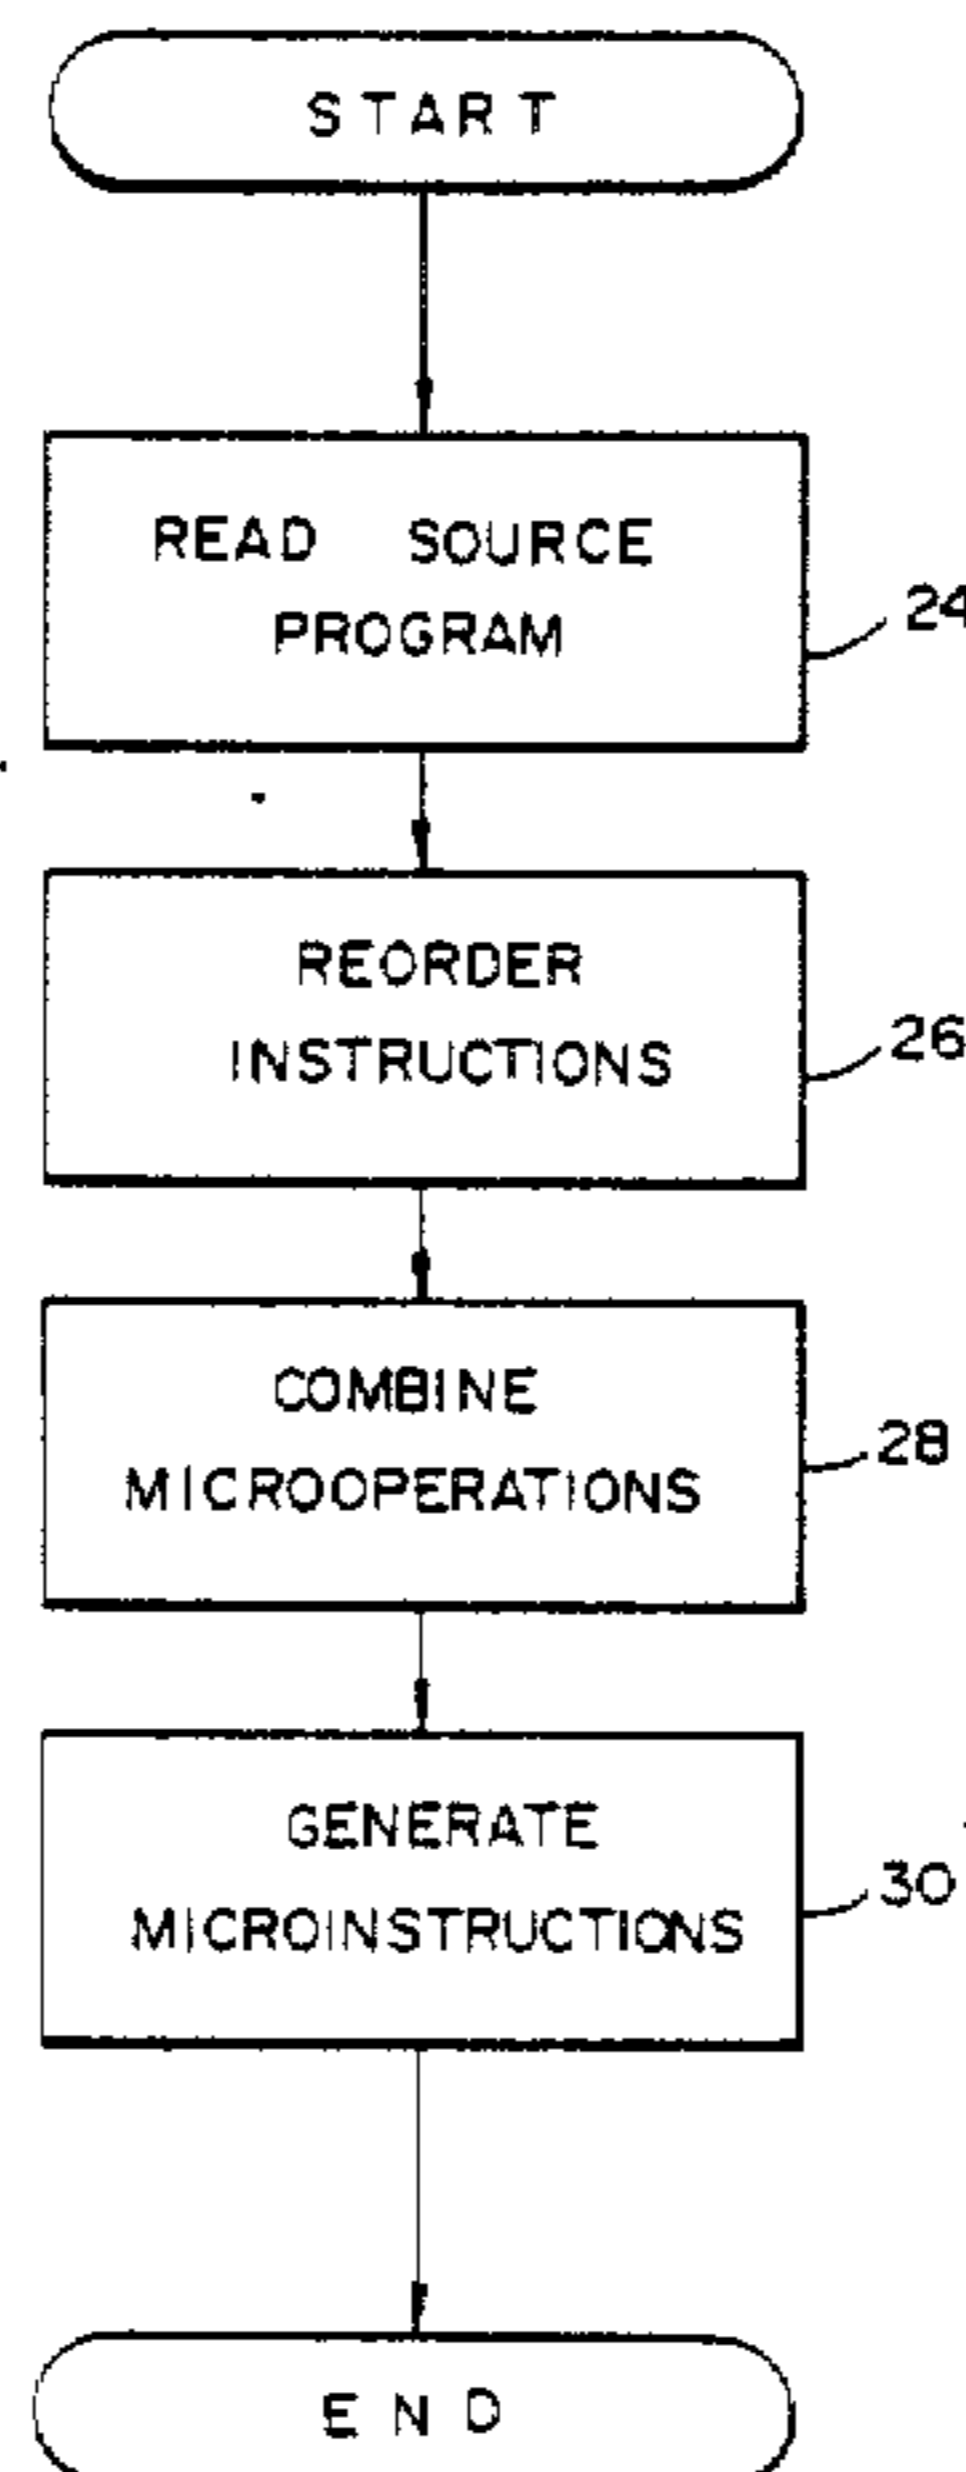 START
READ SOURCE
PROGRAM
24
REORDER
INSTRUCTIONS
26
COMBINE
MICROOPERATIONS
28
GENERATE
MICROINSTRUCTIONS
30
END